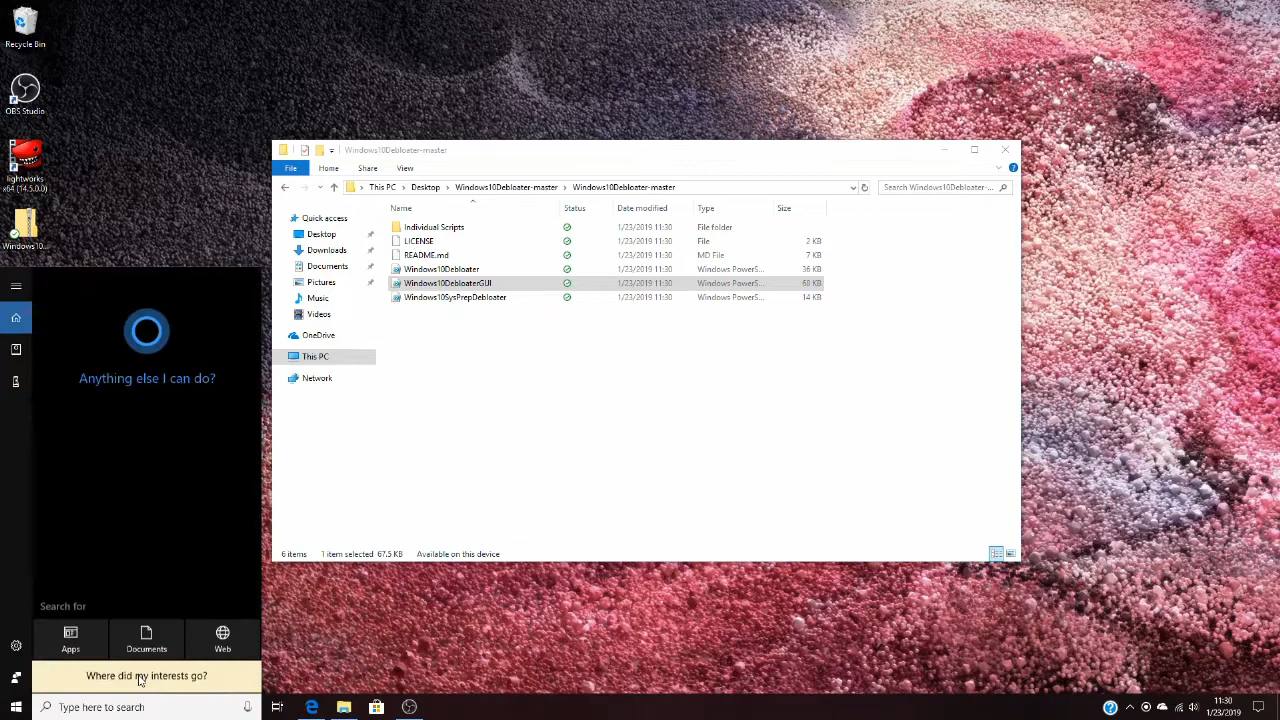 Recycle Bin
OBS Studio
lightworks
x64 (14.5.0.0)
Windows10...
Windows10Debloater-master
File
Home
Share
View
This PC
Desktop
Windows10Debloater-master
Windows10Debloater-master
Search Windows10Debloater-...
Name
Status
Date modified
Type
Size
Quick access
Desktop
Downloads
Documents
Pictures
Music
Videos
OneDrive
This PC
Network
Individual Scripts 1/23/2019 11:30 File folder
LICENSE 1/23/2019 11:30 File 2 KB
README.md 1/23/2019 11:30 MD File 7 KB
Windows10Debloater 1/23/2019 11:30 Windows PowerS... 36 KB
Windows10DebloaterGUI 1/23/2019 11:30 Windows PowerS... 68 KB
Windows10SysPrepDebloater 1/23/2019 11:30 Windows PowerS... 14 KB
6 items 1 item selected 67.5 KB Available on this device
Anything else I can do?
Search for
Apps
Documents
Web
Where did my interests go?
Type here to search
11:30
1/23/2019